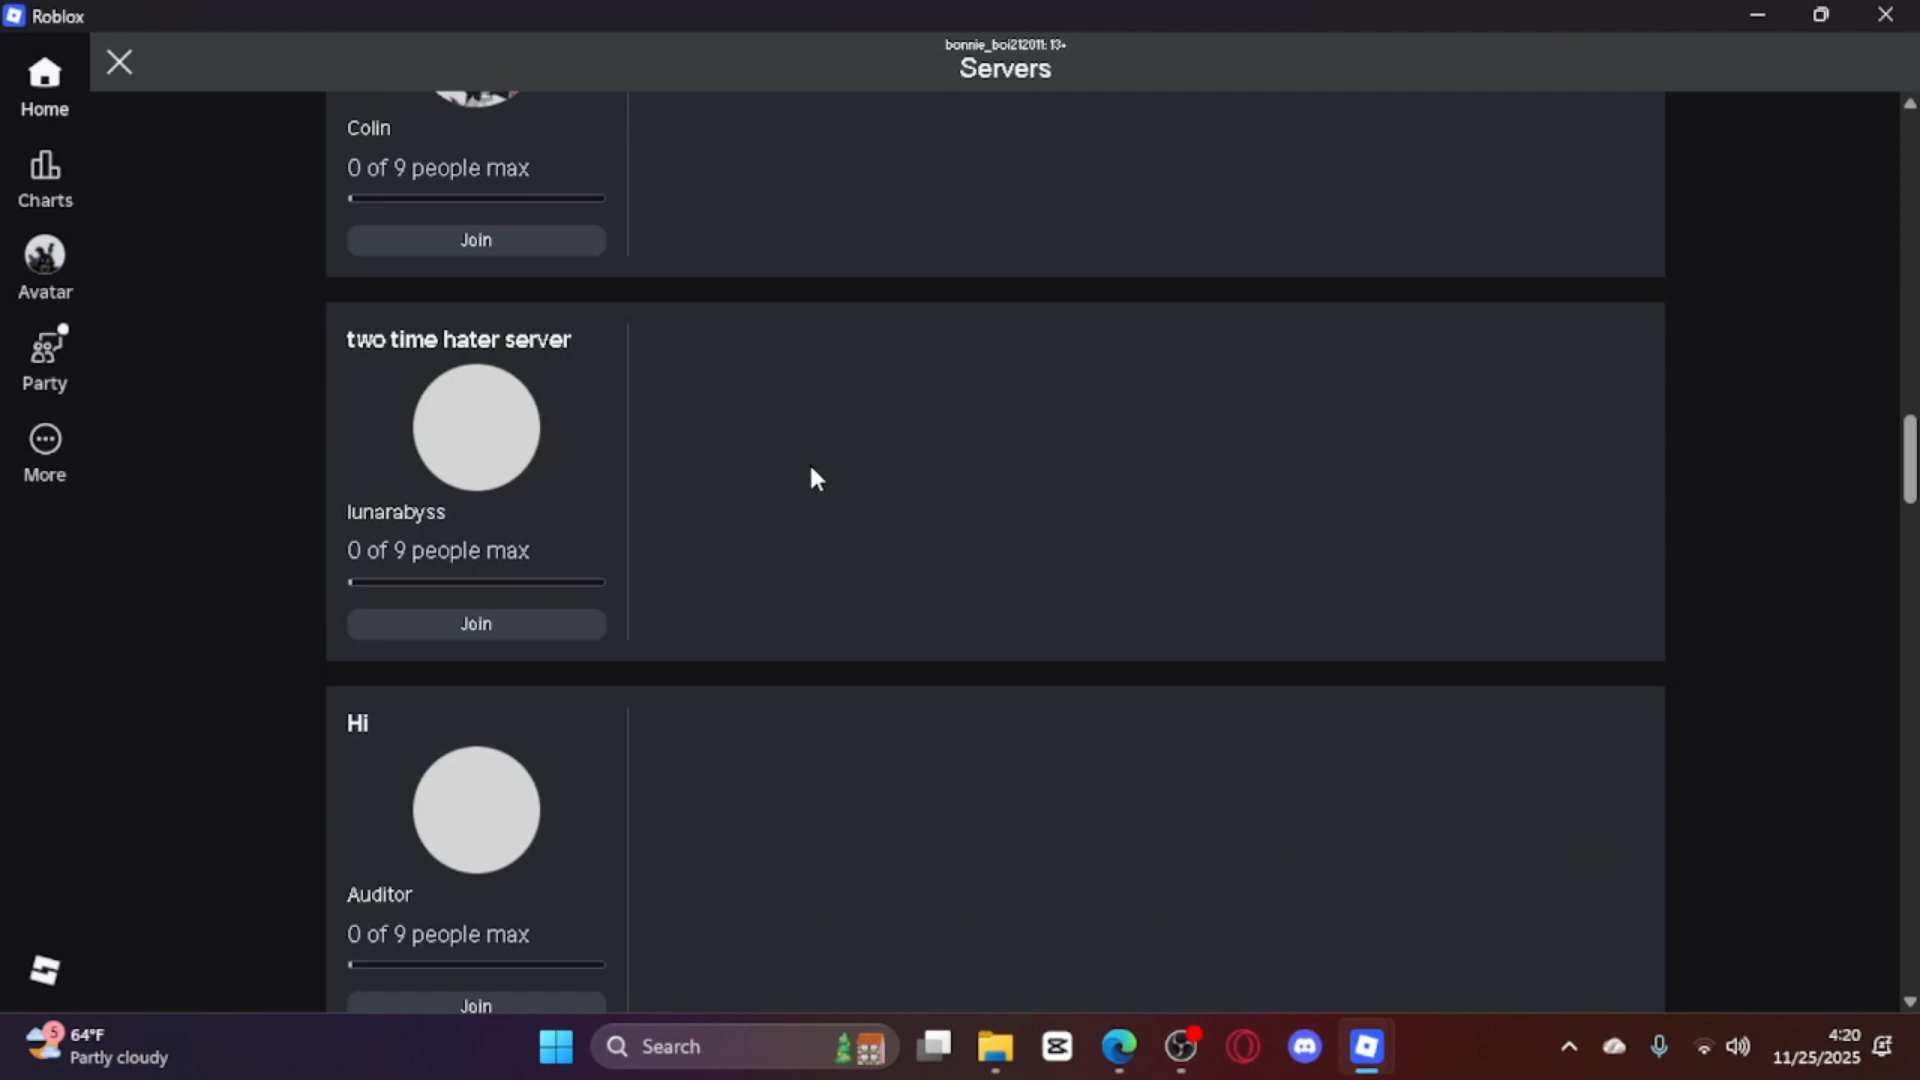 Roblox
bonnie_boi212011: 13+
Servers
Home
Charts
Avatar
Party
More
Colin
0 of 9 people max
Join
two time hater server
lunarabyss
0 of 9 people max
Join
Hi
Auditor
0 of 9 people max
Join
5
64°F
Partly cloudy
Search
4:20
11/25/2025